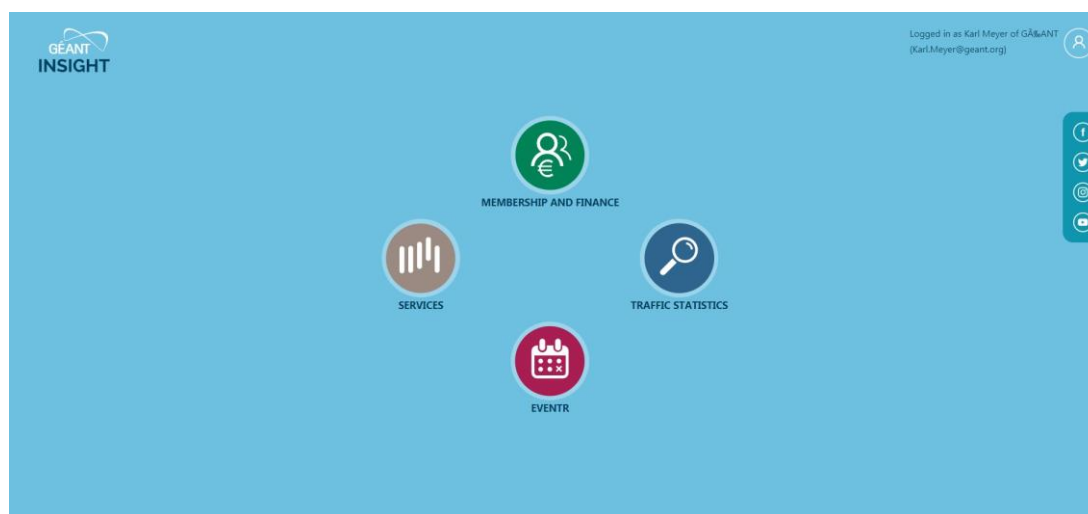 GÉANT
INSIGHT
Logged in as Karl Meyer of GÃ‰ANT
(Karl.Meyer@geant.org)
MEMBERSHIP AND FINANCE
SERVICES
TRAFFIC STATISTICS
EVENTR